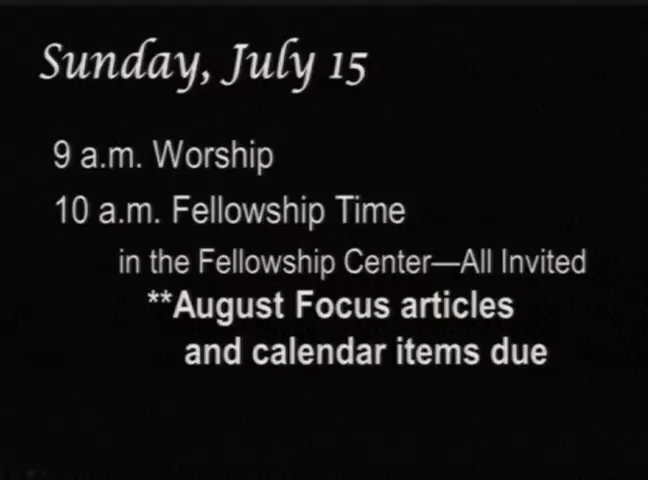 Sunday, July 15
9 a.m. Worship
10 a.m. Fellowship Time
in the Fellowship Center—All Invited
**August Focus articles
and calendar items due